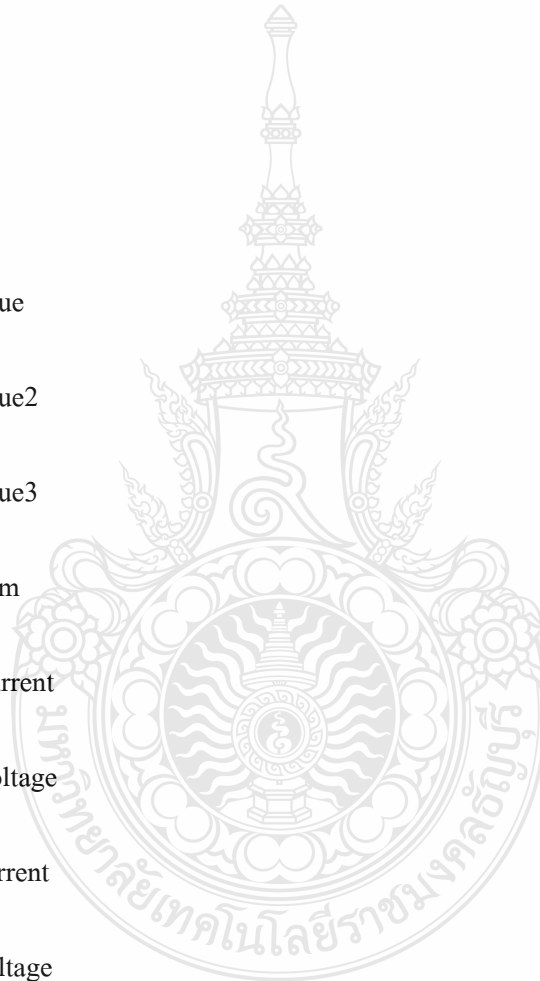 ue
ue2
ue3
m
rrent
oltage
rrent
ltage
มหาวิทยาลัยเทคโนโลยีราชมงคลธัญบุรี